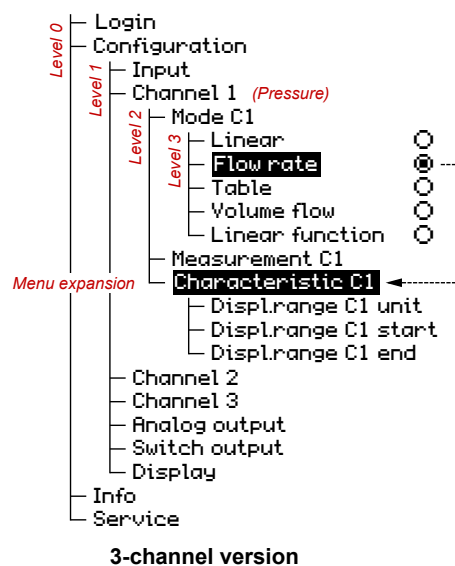 Level 0
Login
Configuration
Level 1
Input
Channel 1 (Pressure)
Level 2
Mode C1
Level 3
Linear
Flow rate
Table
Volume flow
Linear function
Measurement C1
Menu expansion Characteristic C1
Displ.range C1 unit
Displ.range C1 start
Displ.range C1 end
Channel 2
Channel 3
Analog output
Switch output
Display
Info
Service
3-channel version